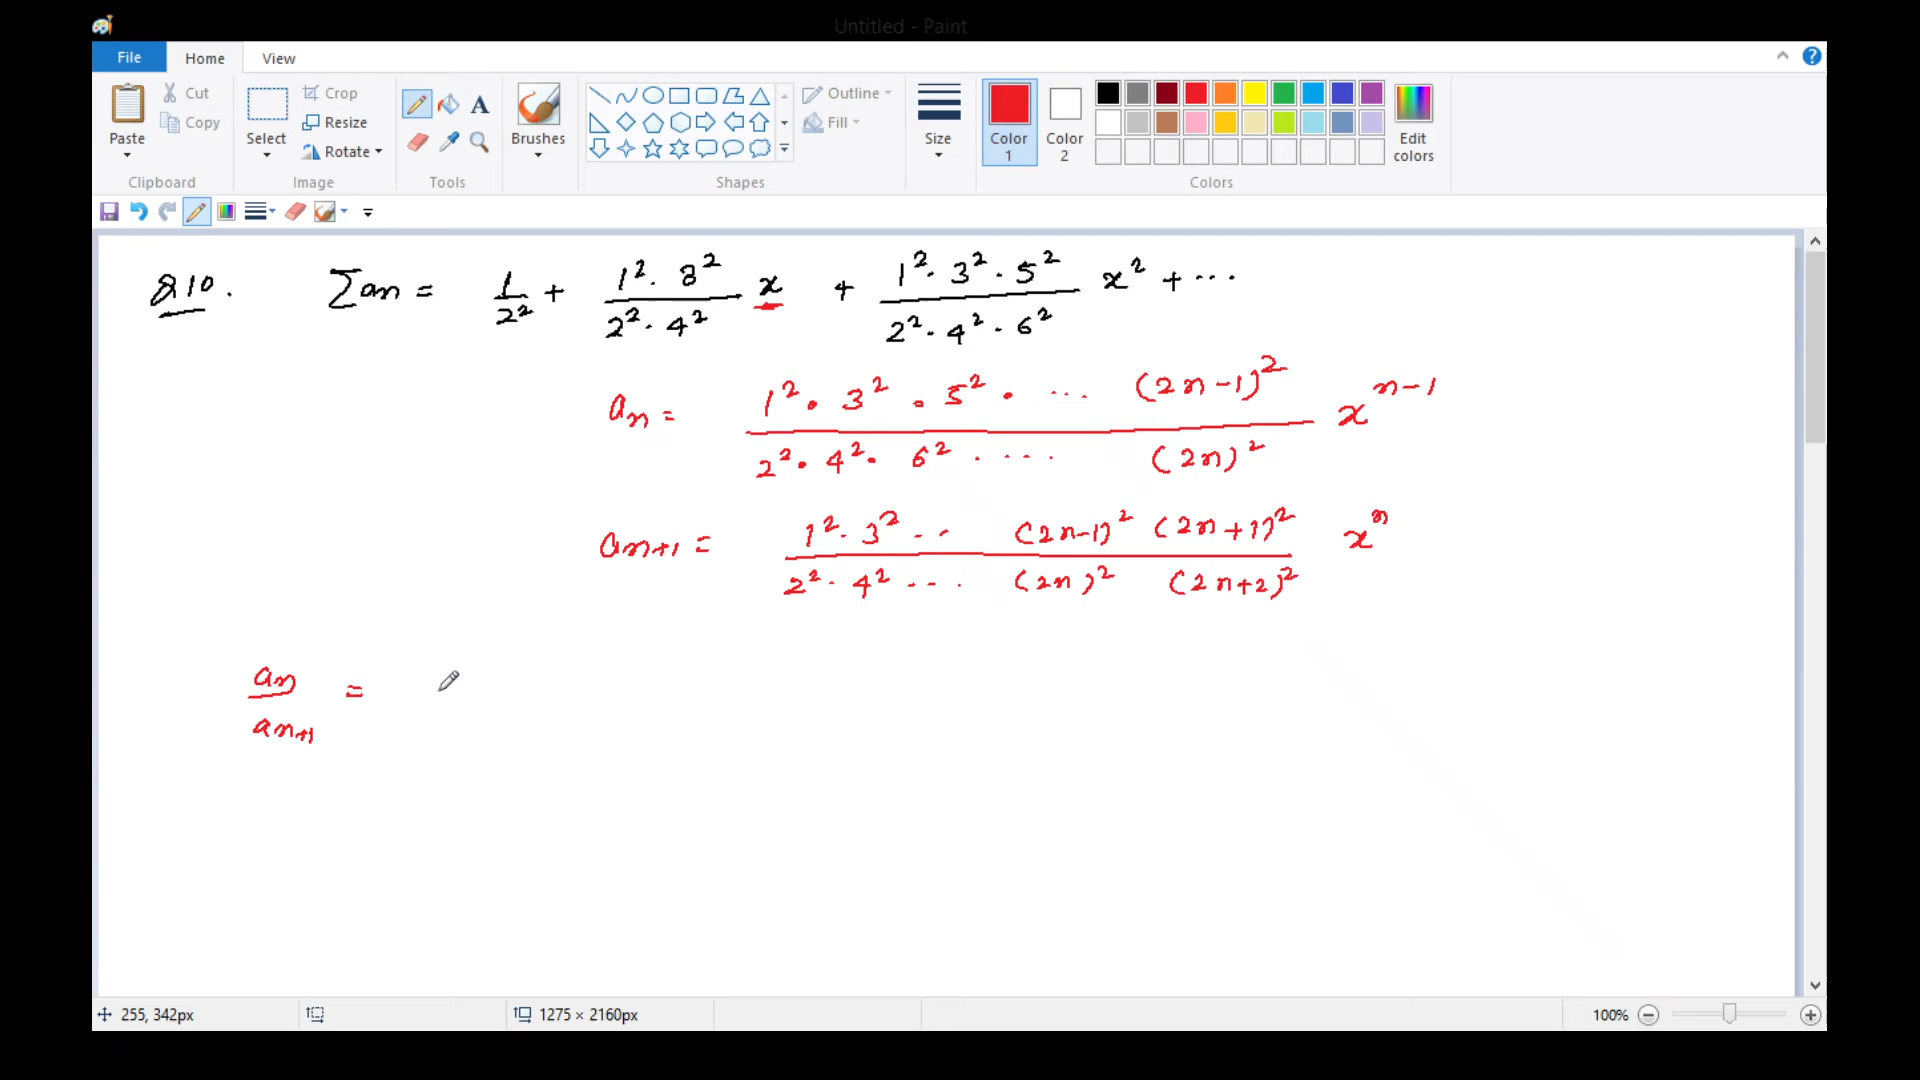 Untitled - Paint
File Home View
Paste Cut Copy Select Crop Resize Rotate Brushes Outline Fill Size Color 1 Color 2 Edit colors
Clipboard Image Tools Shapes Colors
Q10. ∑an = 1/2² + (1²·3²)/(2²·4²) x + (1²·3²·5²)/(2²·4²·6²) x² + ...
an = (1²·3²·5²· ... (2n-1)²)/(2²·4²·6² ..... (2n)²) x^(n-1)
an+1 = (1²·3² .. (2n-1)² (2n+1)²)/(2²·4² ... (2n)² (2n+2)²) x^n
an/an+1 =
255, 342px 1275 × 2160px 100%